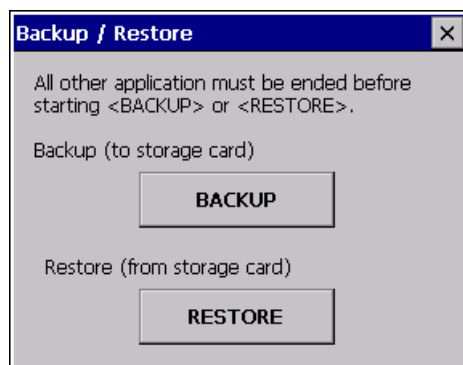 Backup / Restore
All other application must be ended before
starting <BACKUP> or <RESTORE>.
Backup (to storage card)
BACKUP
Restore (from storage card)
RESTORE